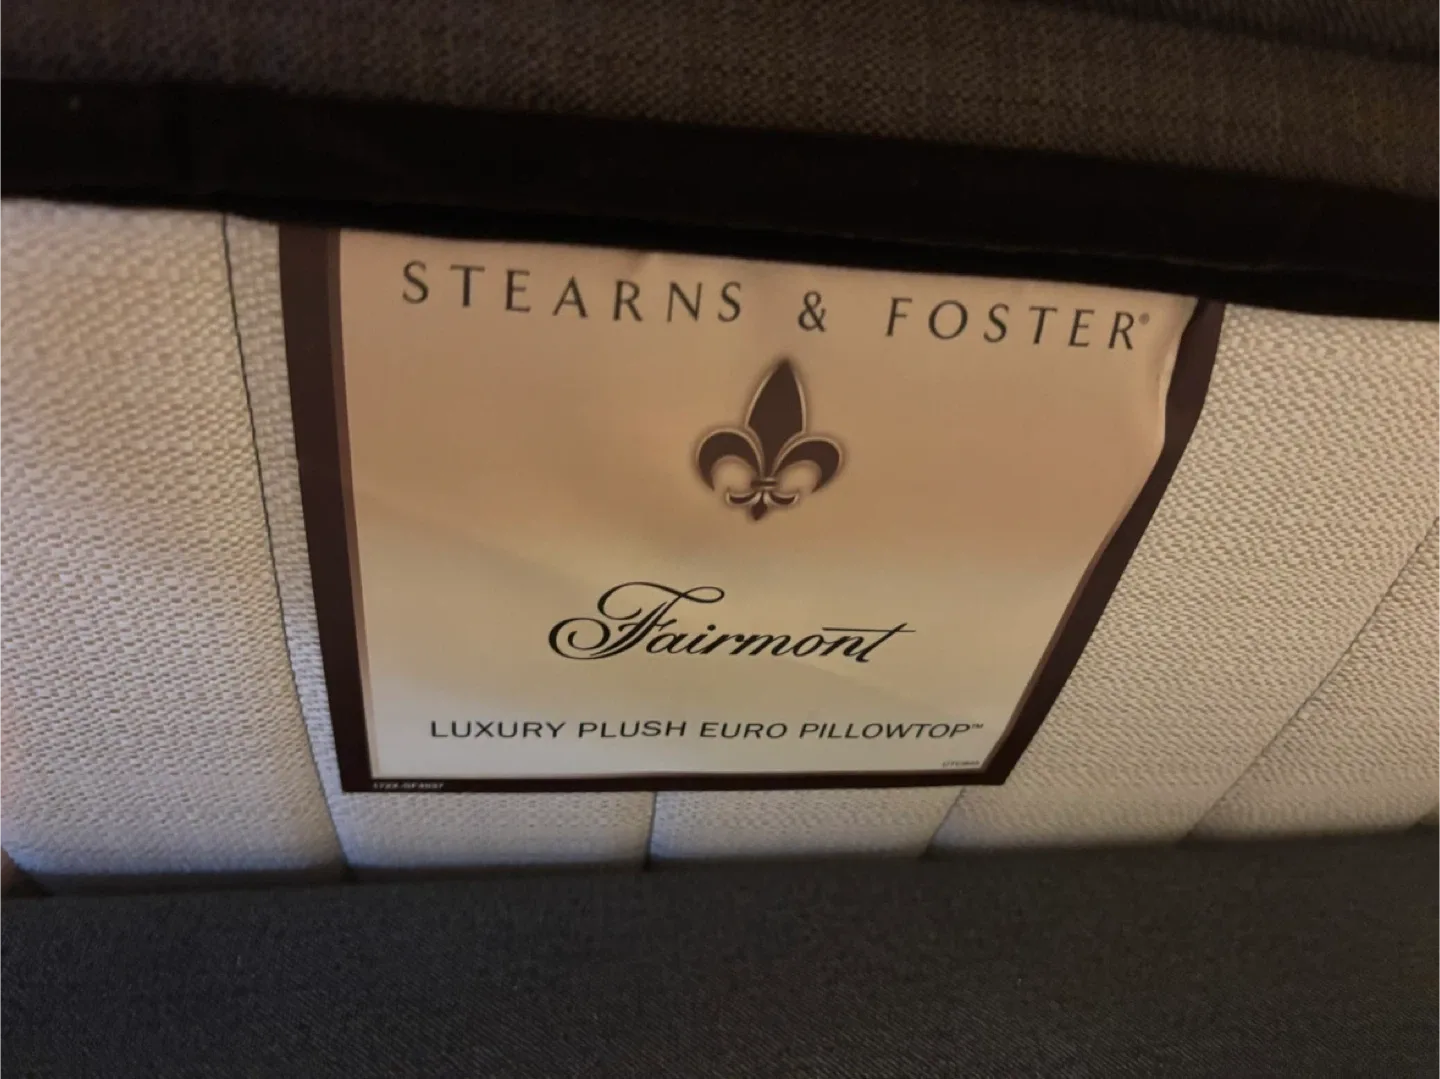 STEARNS & FOSTER®
Fairmont
LUXURY PLUSH EURO PILLOWTOP™